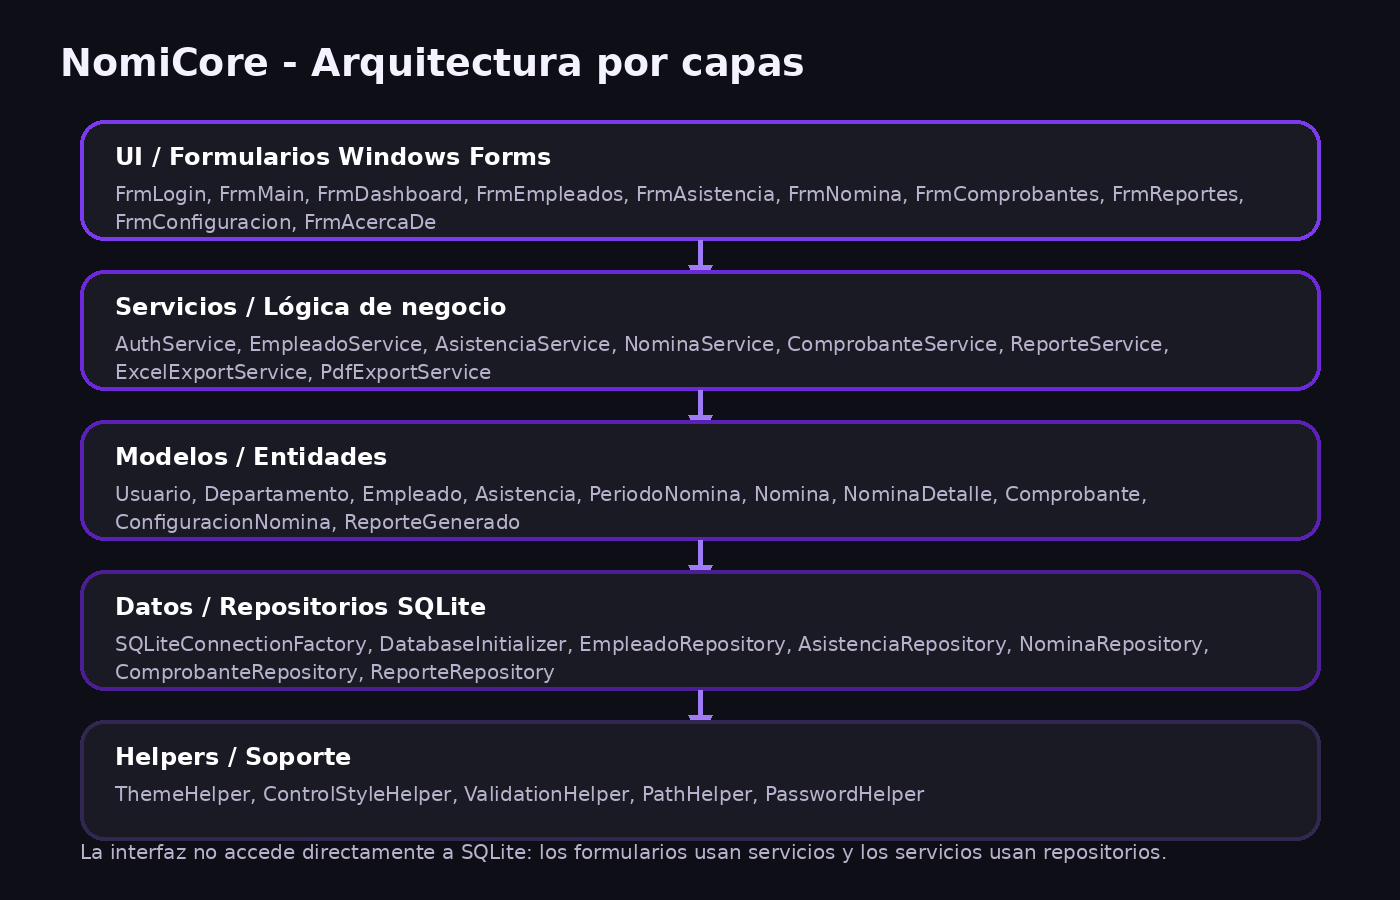 NomiCore - Arquitectura por capas
UI / Formularios Windows Forms
FrmLogin, FrmMain, FrmDashboard, FrmEmpleados, FrmAsistencia, FrmNomina, FrmComprobantes, FrmReportes,
FrmConfiguracion, FrmAcercaDe
Servicios / Lógica de negocio
AuthService, EmpleadoService, AsistenciaService, NominaService, ComprobanteService, ReporteService,
ExcelExportService, PdfExportService
Modelos / Entidades
Usuario, Departamento, Empleado, Asistencia, PeriodoNomina, Nomina, NominaDetalle, Comprobante,
ConfiguracionNomina, ReporteGenerado
Datos / Repositorios SQLite
SQLiteConnectionFactory, DatabaseInitializer, EmpleadoRepository, AsistenciaRepository, NominaRepository,
ComprobanteRepository, ReporteRepository
Helpers / Soporte
ThemeHelper, ControlStyleHelper, ValidationHelper, PathHelper, PasswordHelper
La interfaz no accede directamente a SQLite: los formularios usan servicios y los servicios usan repositorios.